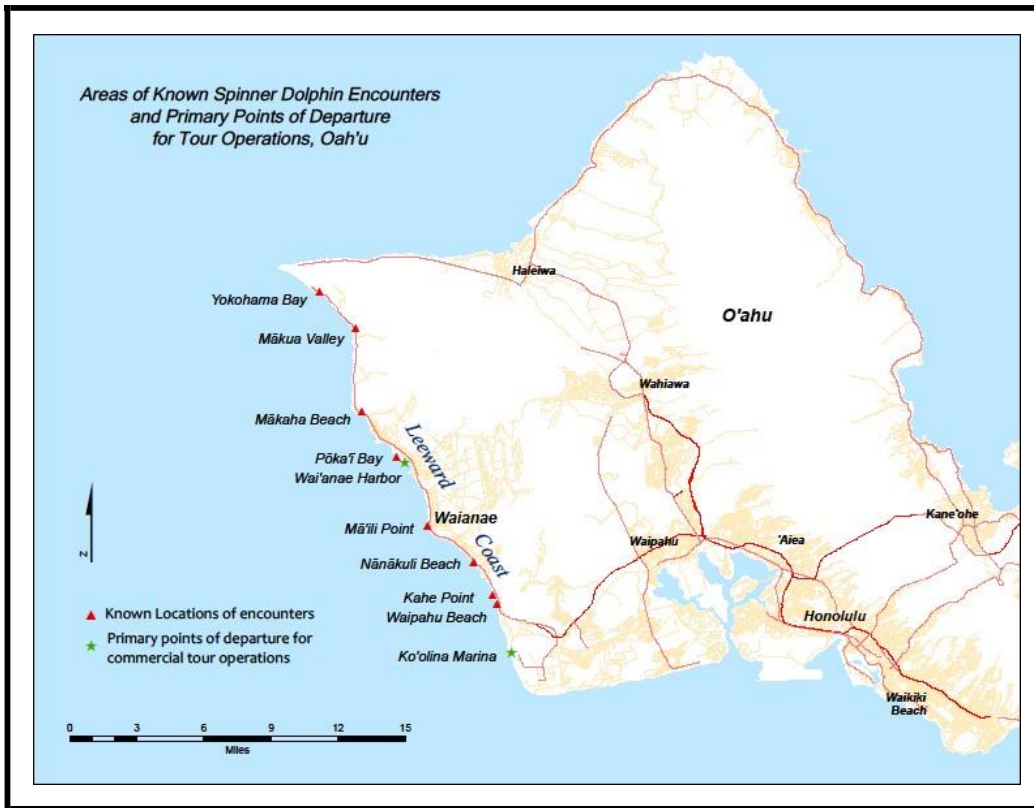 Areas of Known Spinner Dolphin Encounters
and Primary Points of Departure
for Tour Operations, Oah'u
Haleiwa
Yokohama Bay
O'ahu
Mākua Valley
Wahiawa
Mākaha Beach
Leeward
Pōka'ī Bay
Wai'anae Harbor
Kane'ohe
Waianae
Mā'ili Point
Waipahu
'Aiea
Coast
Nānākuli Beach
Kahe Point
Known Locations of encounters
Waipahu Beach
Honolulu
Primary points of departure for
commercial tour operations
Ko'olina Marina
Waikiki
Beach
0 3 6 9 12 15
Miles
N